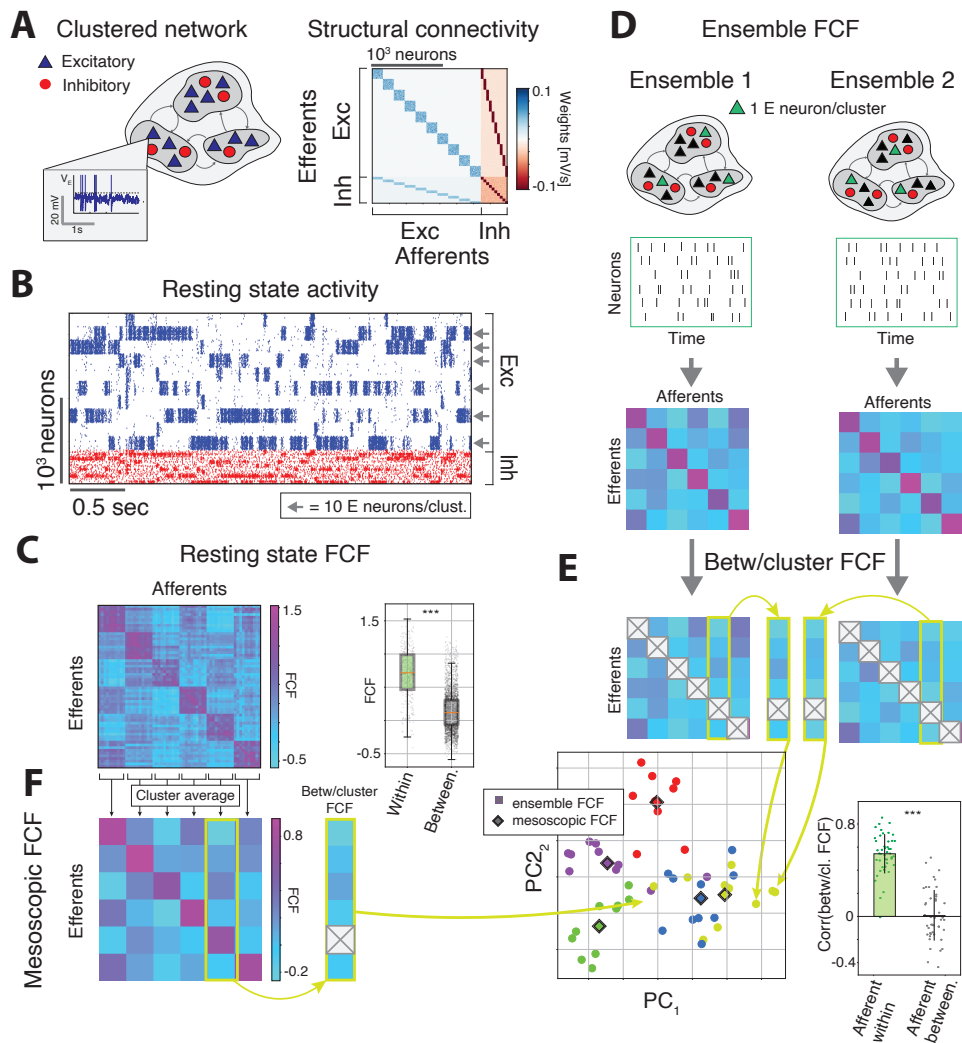 A Clustered network
Excitatory
Inhibitory
V_E
20 mV
1s
Structural connectivity
10³ neurons
Efferents
Exc
Inh
Exc
Inh
Afferents
0.1
Weights [mV/s]
-0.1
B Resting state activity
10³ neurons
0.5 sec
Exc
Inh
= 10 E neurons/clust.
C Resting state FCF
Afferents
Efferents
1.5
FCF
-0.5
***
1.5
FCF
-0.5
Within
Between.
D Ensemble FCF
Ensemble 1
Ensemble 2
1 E neuron/cluster
Neurons
Time
Time
Afferents
Afferents
Efferents
Efferents
E Betw/cluster FCF
Efferents
Efferents
ensemble FCF
mesoscopic FCF
PC2₂
PC₁
***
0.8
0
-0.4
Corr(betw/cl. FCF)
Afferent within
Afferent between.
F Mesoscopic FCF
Cluster average
Betw/cluster
FCF
Efferents
0.8
FCF
-0.2